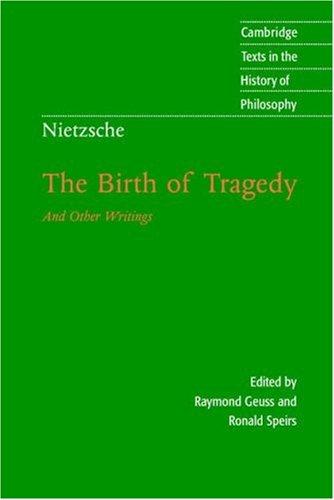 Cambridge
Texts in the
History of
Philosophy
Nietzsche
The Birth of Tragedy
And Other Writings
Edited by
Raymond Geuss and
Ronald Speirs